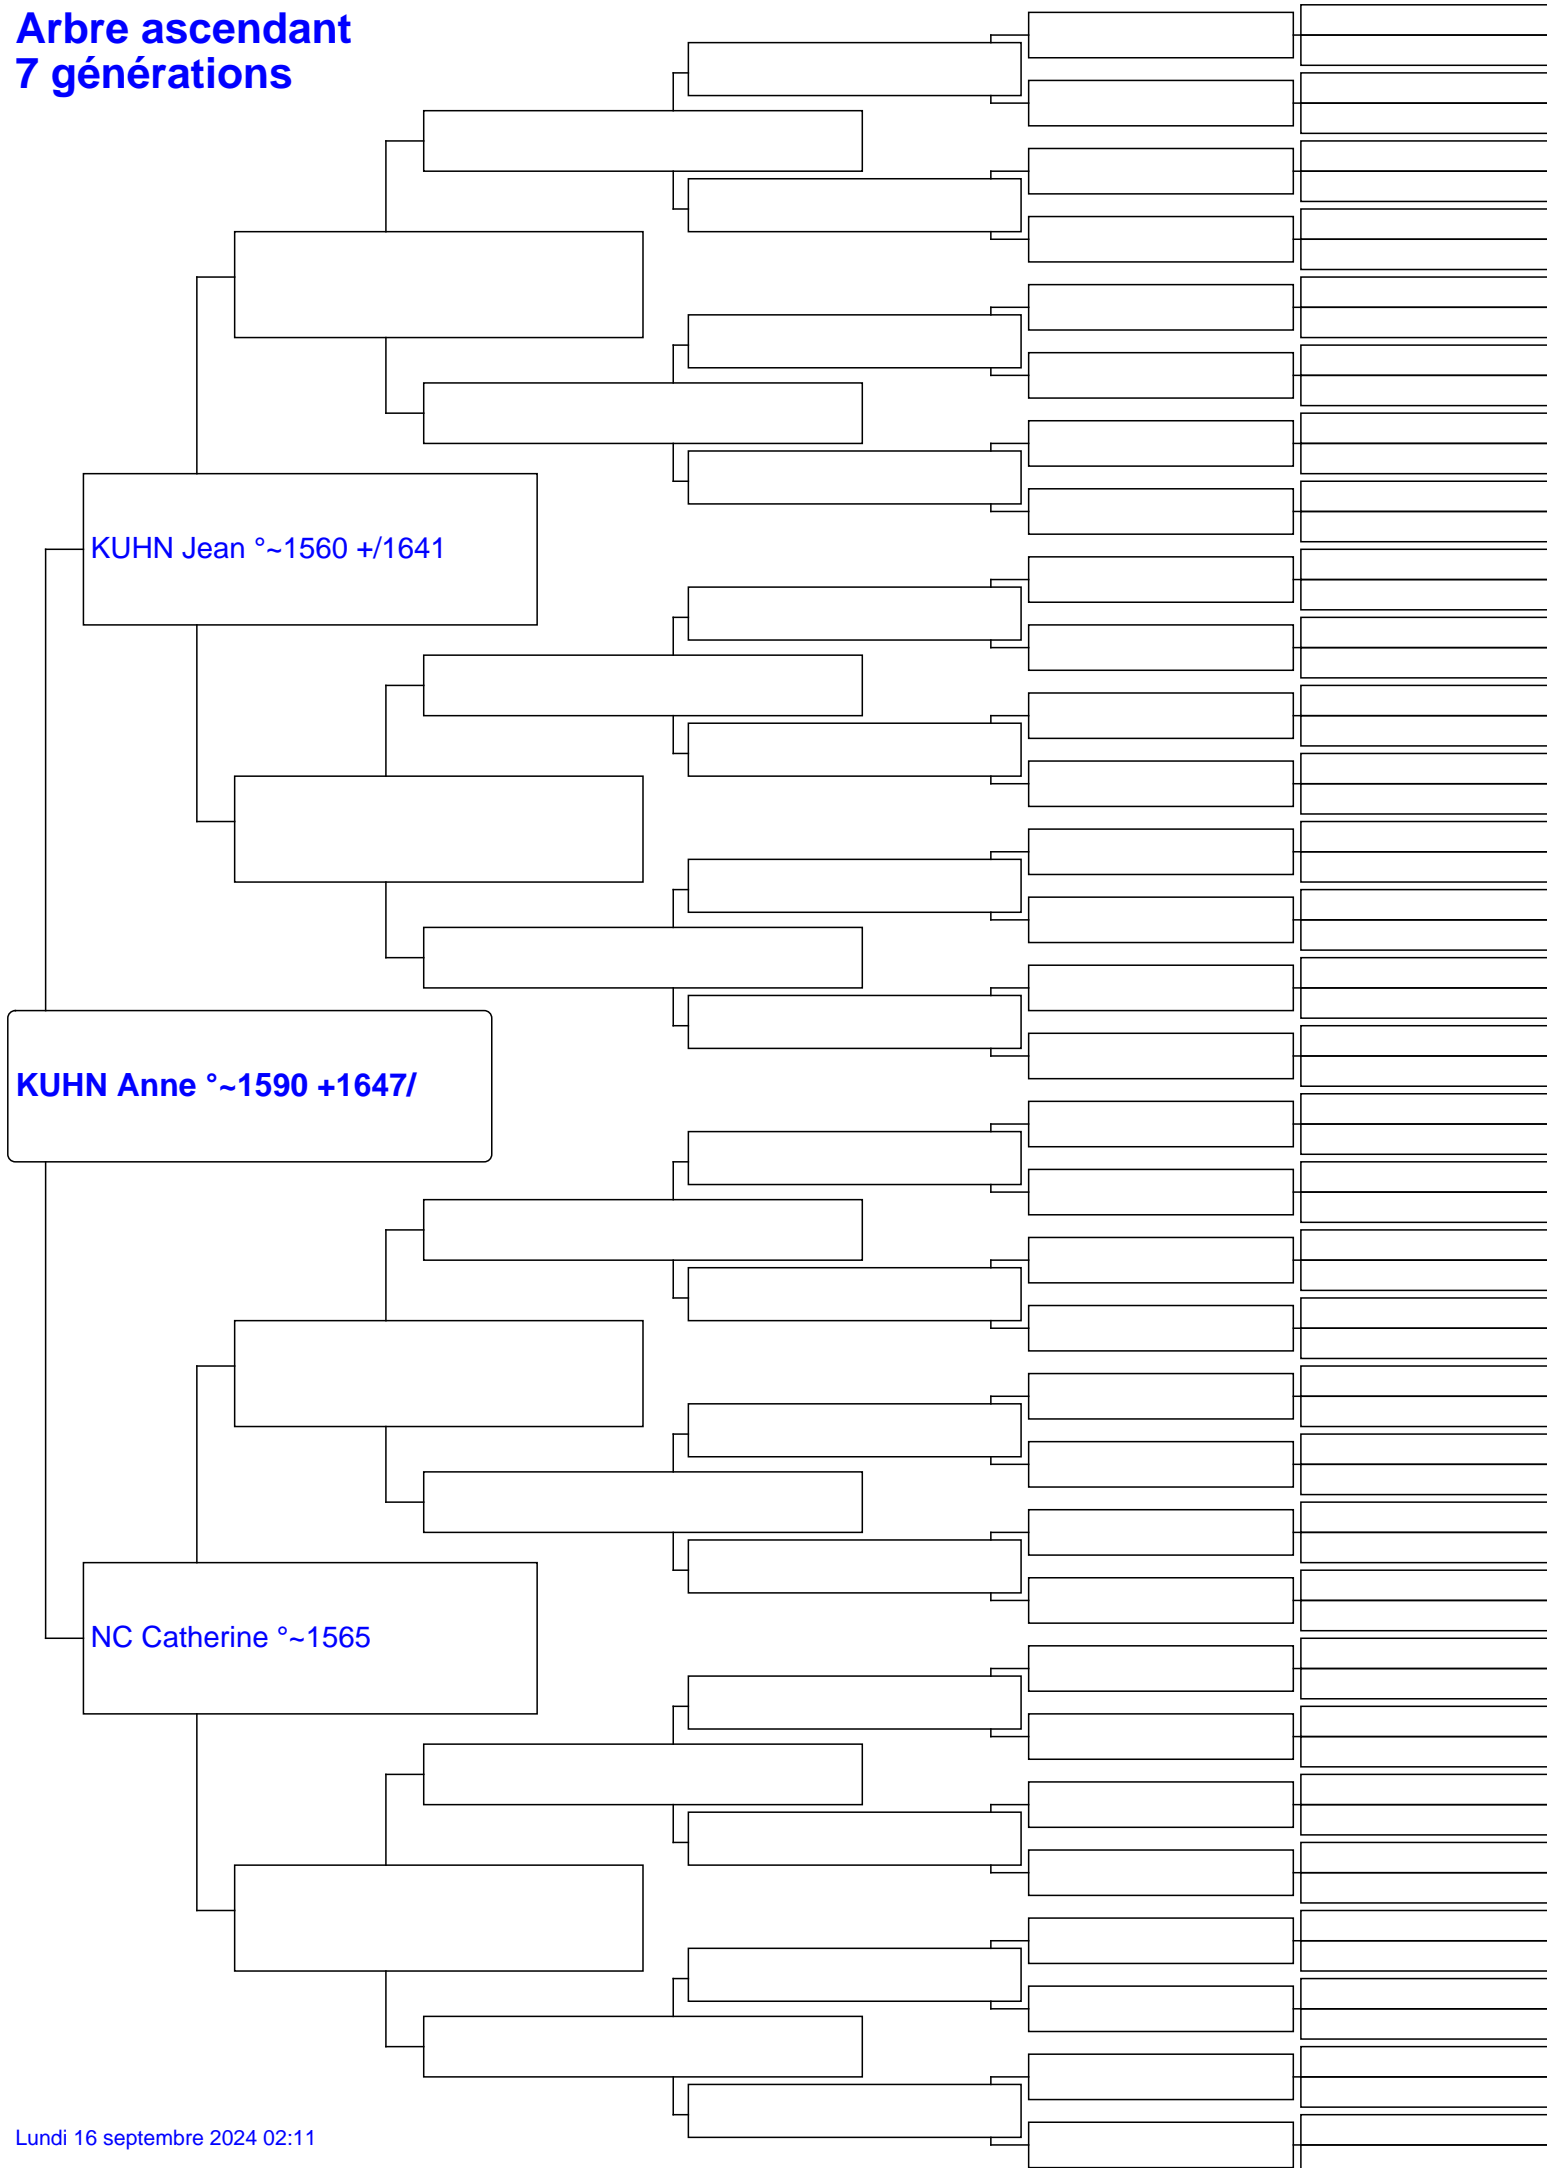 Arbre ascendant
7 générations
KUHN Jean °~1560 +/1641
KUHN Anne °~1590 +1647/
NC Catherine °~1565
Lundi 16 septembre 2024 02:11